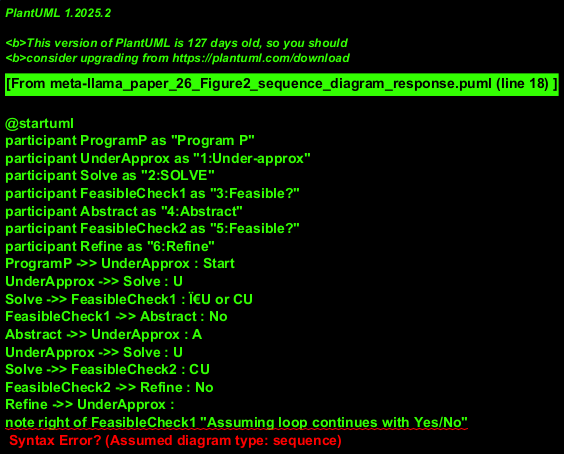 PlantUML 1.2025.2
<b>This version of PlantUML is 127 days old, so you should
<b>consider upgrading from https://plantuml.com/download
[From meta-llama_paper_26_Figure2_sequence_diagram_response.puml (line 18) ]
@startuml
participant ProgramP as "Program P"
participant UnderApprox as "1:Under-approx"
participant Solve as "2:SOLVE"
participant FeasibleCheck1 as "3:Feasible?"
participant Abstract as "4:Abstract"
participant FeasibleCheck2 as "5:Feasible?"
participant Refine as "6:Refine"
ProgramP ->> UnderApprox : Start
UnderApprox ->> Solve : U
Solve ->> FeasibleCheck1 : Ï€U or CU
FeasibleCheck1 ->> Abstract : No
Abstract ->> UnderApprox : A
UnderApprox ->> Solve : U
Solve ->> FeasibleCheck2 : CU
FeasibleCheck2 ->> Refine : No
Refine ->> UnderApprox :
note right of FeasibleCheck1 "Assuming loop continues with Yes/No"
Syntax Error? (Assumed diagram type: sequence)